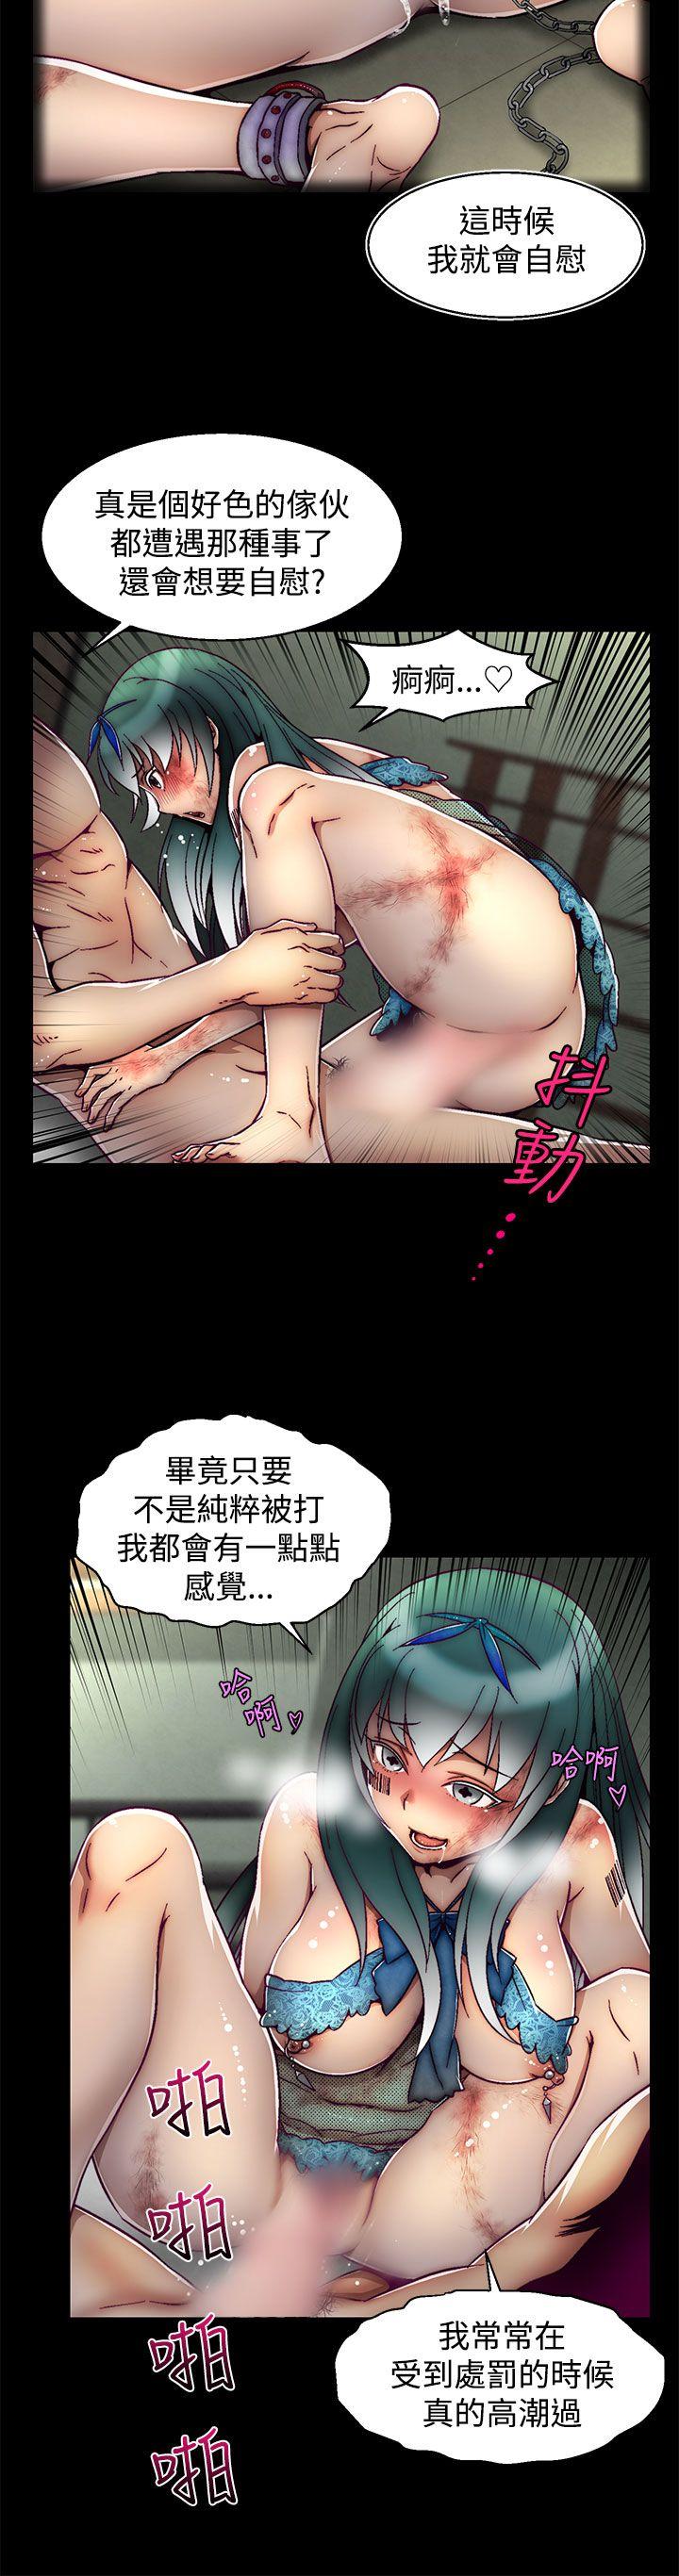 這時候
我就會自慰
真是個好色的傢伙
都遭遇那種事了
還會想要自慰?
痾痾…♡
抖動…
畢竟只要
不是純粹被打
我都會有一點點
感覺…
哈啊♡
哈啊♡
啪
啪
我常常在
受到處罰的時候
真的高潮過
啪
啪